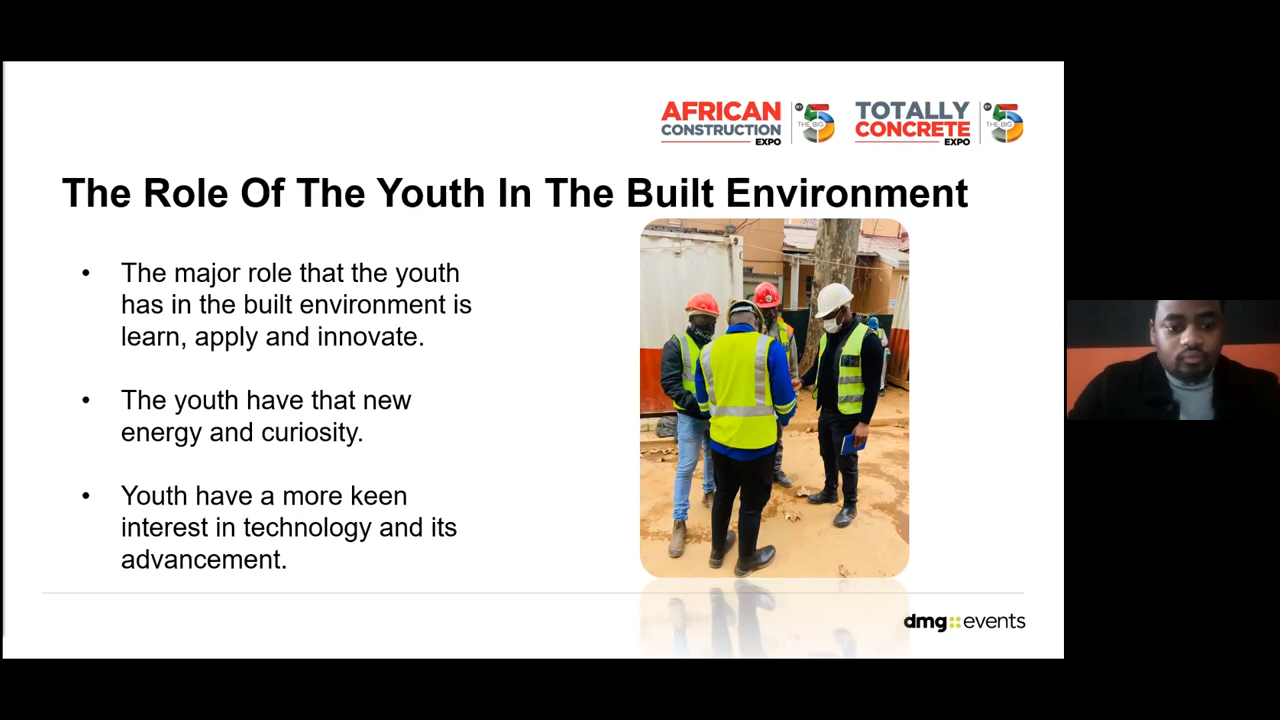 AFRICAN
CONSTRUCTION
EXPO
BY
THE BIG
5
TOTALLY
CONCRETE
EXPO
BY
THE BIG
5
The Role Of The Youth In The Built Environment
• The major role that the youth
has in the built environment is
learn, apply and innovate.
• The youth have that new
energy and curiosity.
• Youth have a more keen
interest in technology and its
advancement.
dmg::events